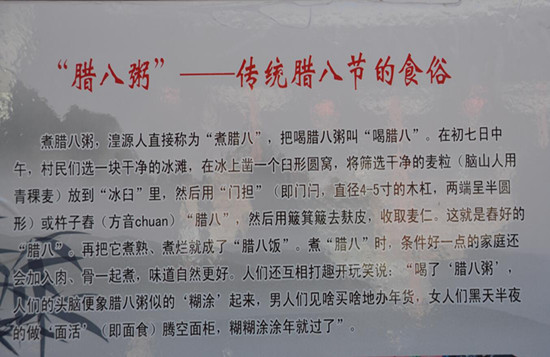 “腊八粥”——传统腊八节的食俗
煮腊八粥，湟源人直接称为“煮腊八”，把喝腊八粥叫“喝腊八”。在初七日中
午，村民们选一块干净的冰滩，在冰上凿一个臼形圆窝，将筛选干净的麦粒（脑山人用
青稞麦）放到“冰臼”里，然后用“门担”（即门闩，直径4-5寸的木杠，两端呈半圆
形）或杵子舂（方音chuan）“腊八”，然后用簸箕簸去麸皮，收取麦仁。这就是舂好的
“腊八”。再把它煮熟、煮烂就成了“腊八饭”。煮“腊八”时，条件好一点的家庭还
会加入肉、骨一起煮，味道自然更好。人们还互相打趣开玩笑说：“喝了‘腊八粥’，
人们的头脑便象腊八粥似的‘糊涂’起来，男人们见啥买啥地办年货，女人们黑天半夜
的做‘面活’（即面食）腾空面柜，糊糊涂涂年就过了”。